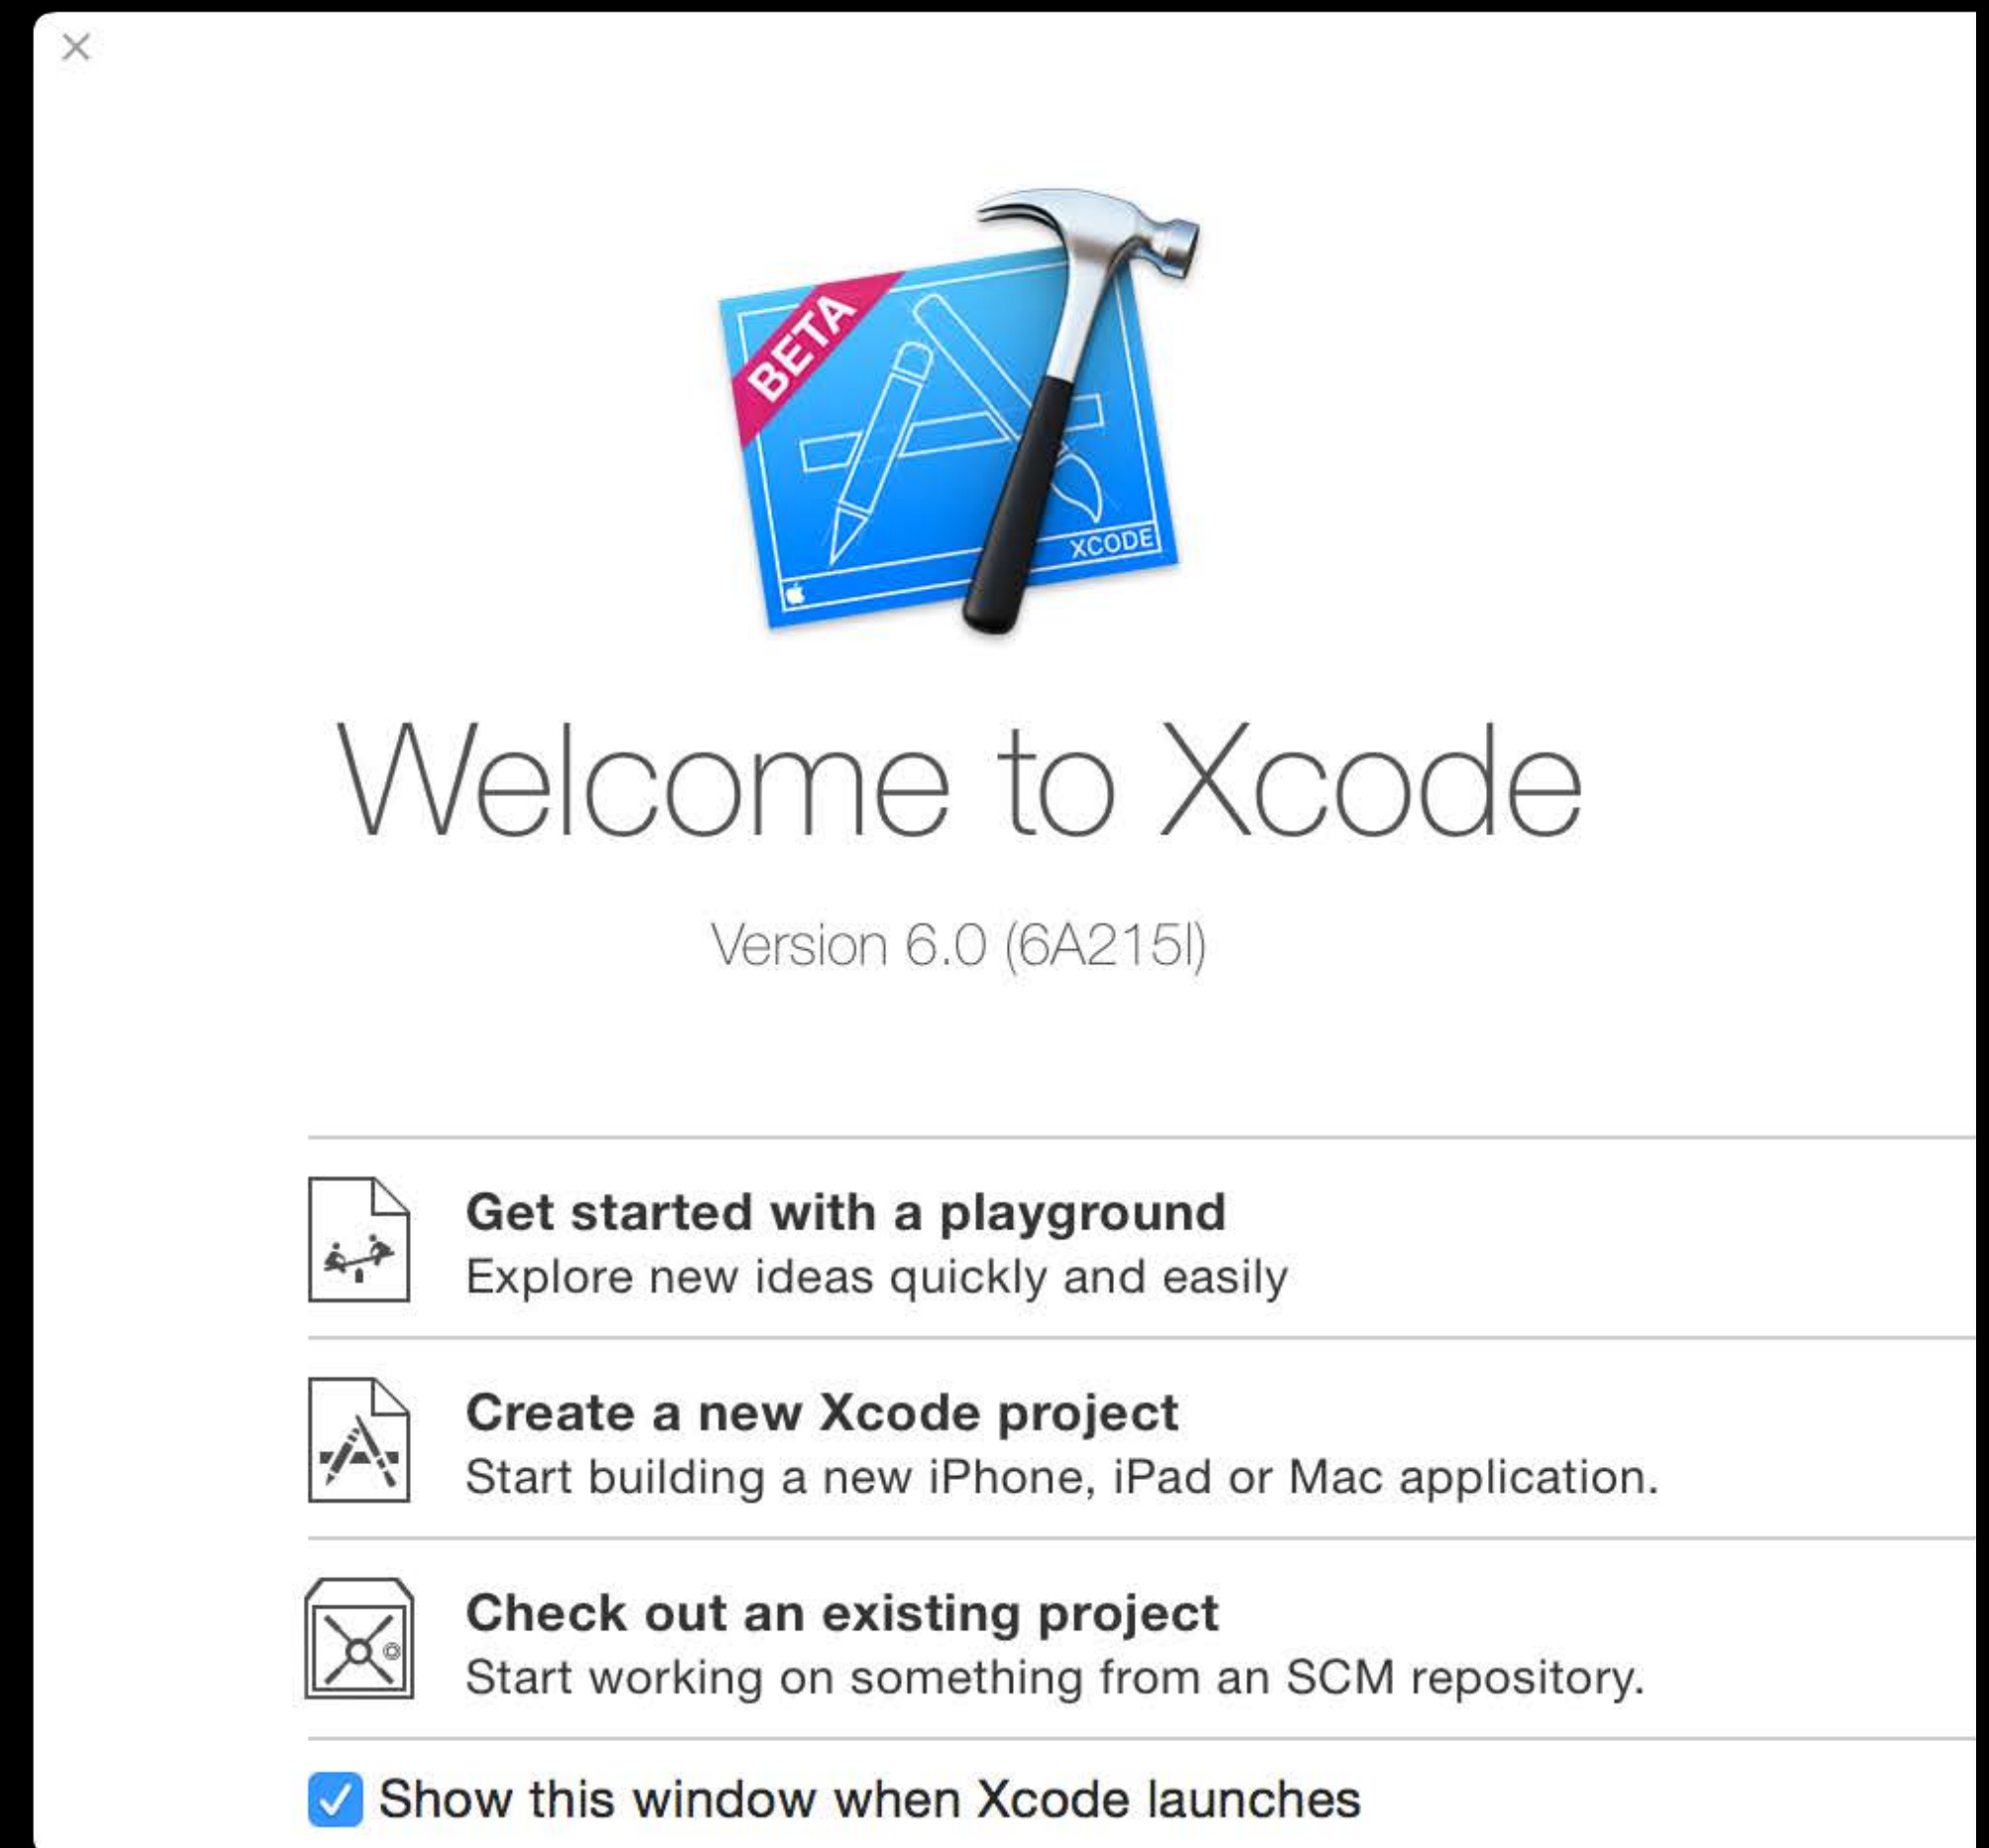 BETA
XCODE
Welcome to Xcode
Version 6.0 (6A215l)
Get started with a playground
Explore new ideas quickly and easily
Create a new Xcode project
Start building a new iPhone, iPad or Mac application.
Check out an existing project
Start working on something from an SCM repository.
Show this window when Xcode launches